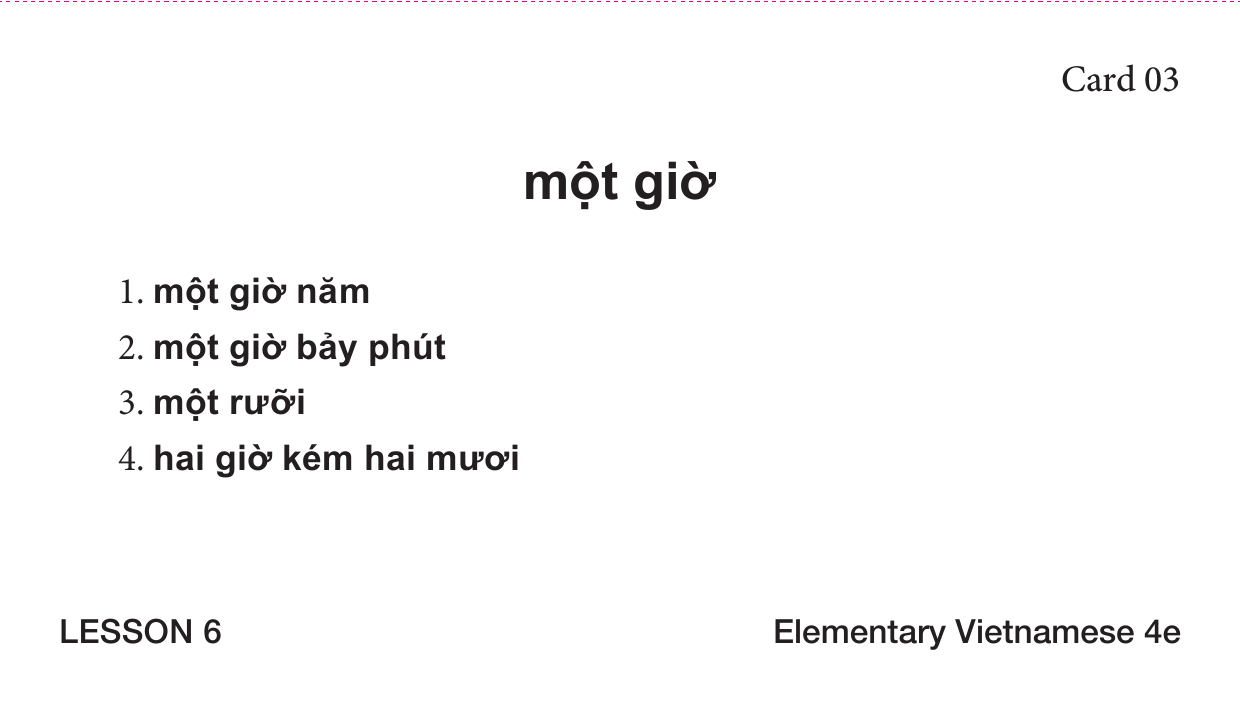 Card 03
một giờ
1. một giờ năm
2. một giờ bảy phút
3. một rưỡi
4. hai giờ kém hai mươi
LESSON 6
Elementary Vietnamese 4e